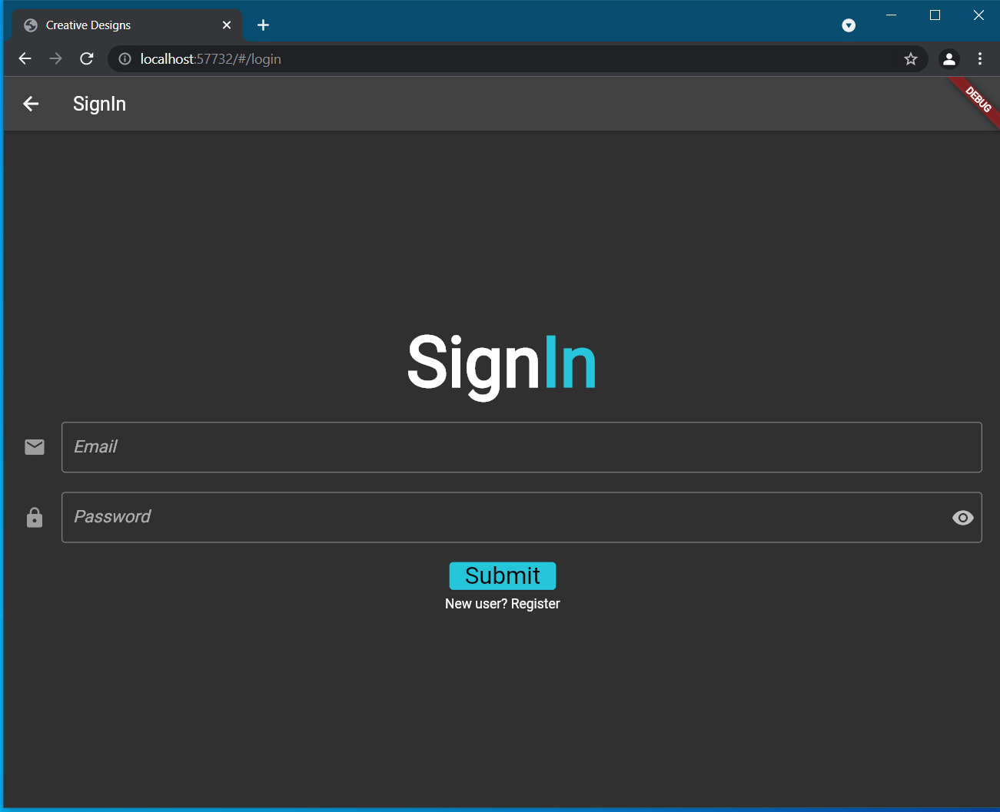 Creative Designs
localhost:57732/#/login
SignIn
DEBUG
SignIn
Email
Password
Submit
New user? Register